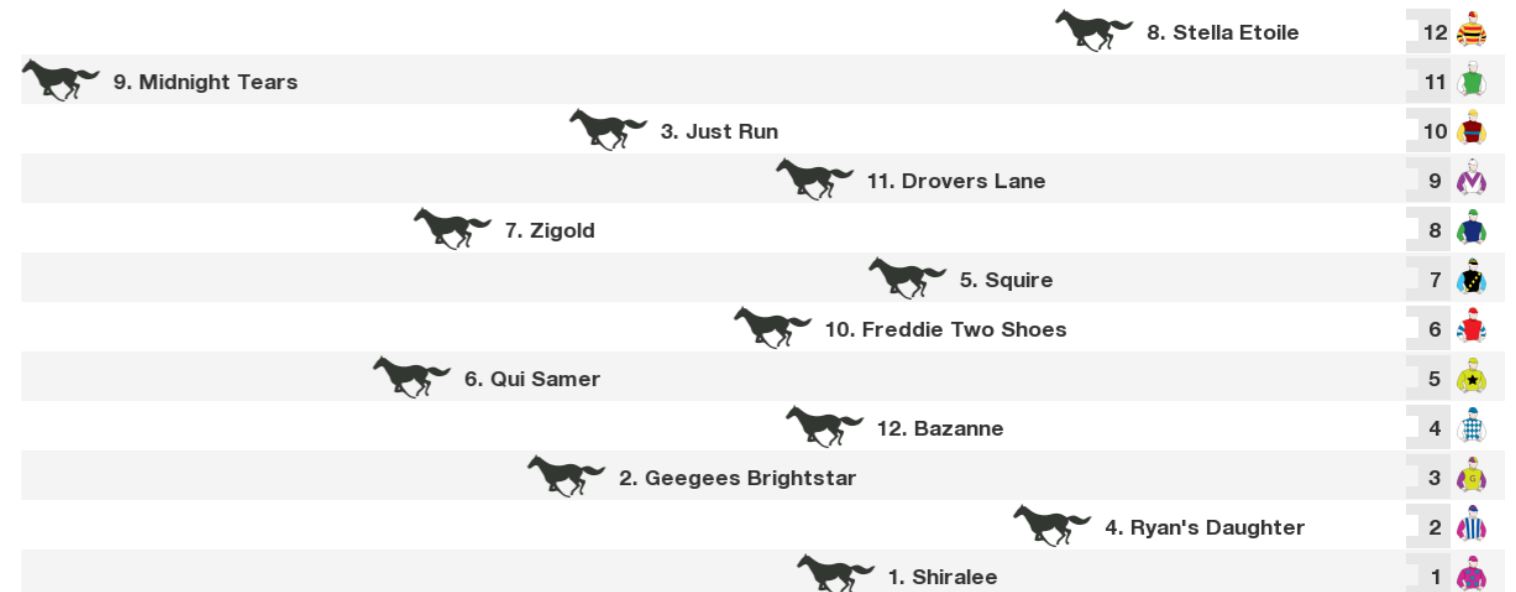 8. Stella Etoile 12
9. Midnight Tears 11
3. Just Run 10
11. Drovers Lane 9
7. Zigold 8
5. Squire 7
10. Freddie Two Shoes 6
6. Qui Samer 5
12. Bazanne 4
2. Geegees Brightstar 3 G
4. Ryan's Daughter 2
1. Shiralee 1